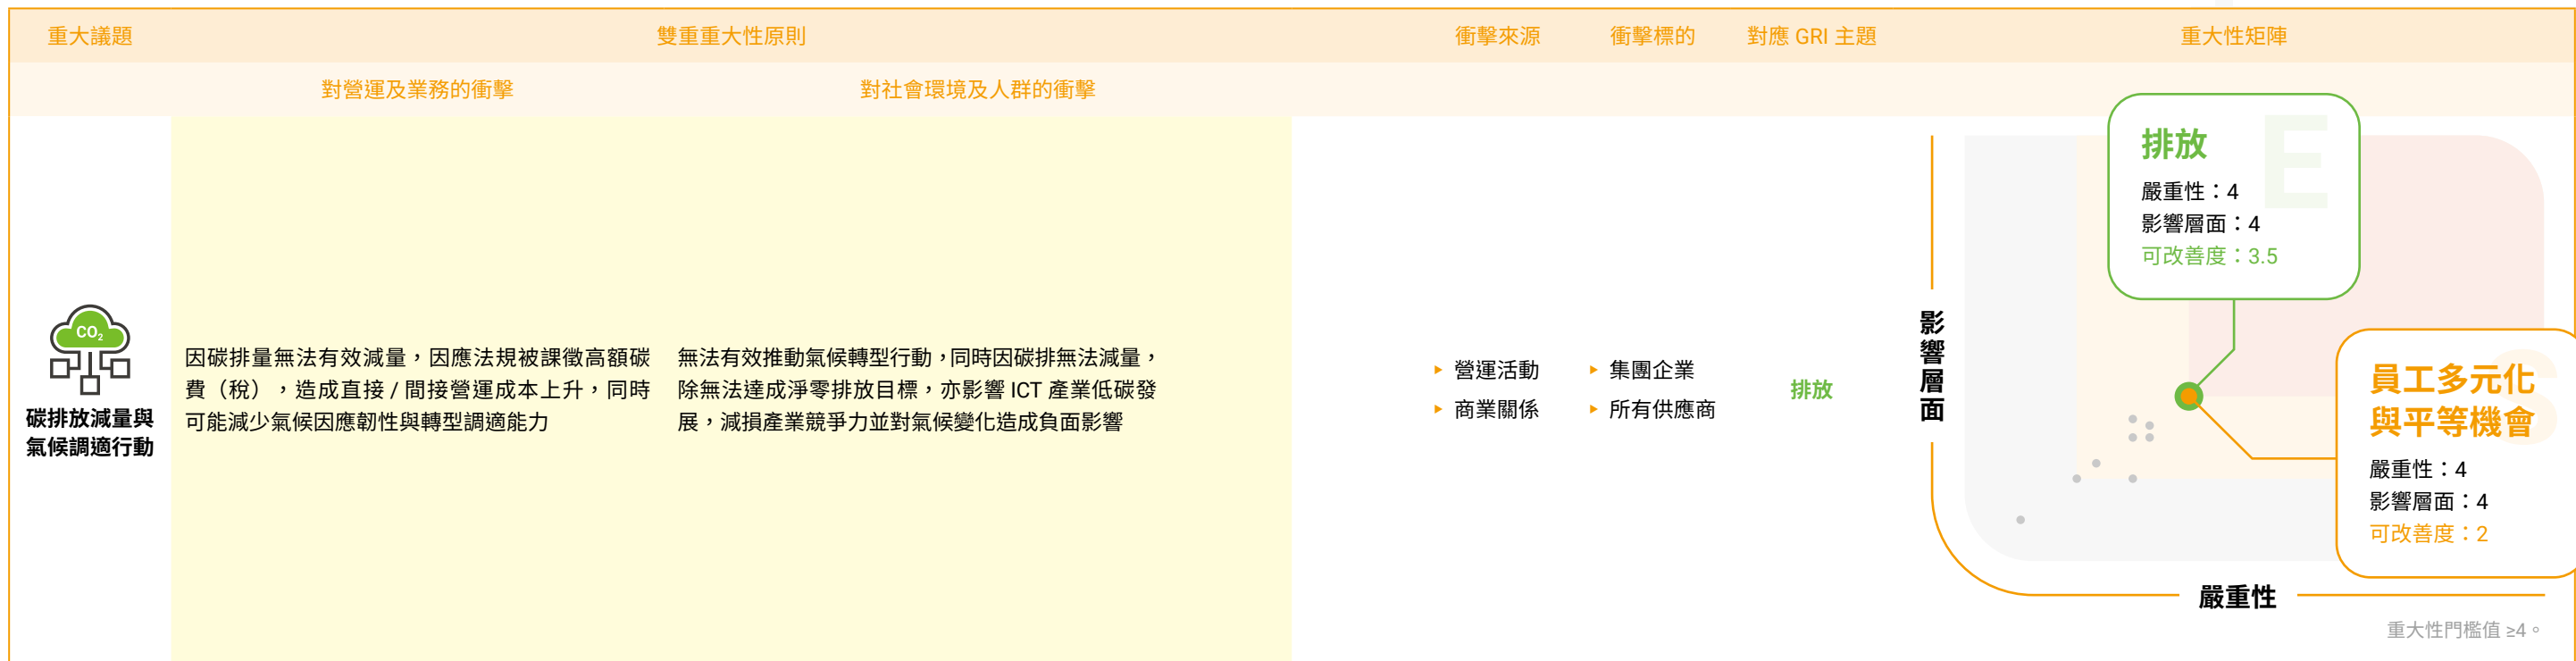 重大議題
雙重重大性原則
衝擊來源
衝擊標的
對應 GRI 主題
重大性矩陣
對營運及業務的衝擊
對社會環境及人群的衝擊
CO₂
碳排放減量與
氣候調適行動
因碳排量無法有效減量，因應法規被課徵高額碳
費（稅），造成直接 / 間接營運成本上升，同時
可能減少氣候因應韌性與轉型調適能力
無法有效推動氣候轉型行動，同時因碳排無法減量，
除無法達成淨零排放目標，亦影響 ICT 產業低碳發
展，減損產業競爭力並對氣候變化造成負面影響
▸ 營運活動
▸ 商業關係
▸ 集團企業
▸ 所有供應商
排放
影響層面
E
排放
嚴重性：4
影響層面：4
可改善度：3.5
S
員工多元化
與平等機會
嚴重性：4
影響層面：4
可改善度：2
嚴重性
重大性門檻值 ≥4。